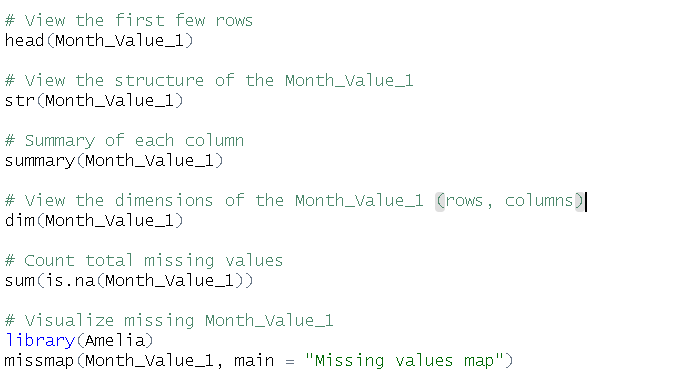 # View the first few rows
head(Month_Value_1)
# View the structure of the Month_Value_1
str(Month_Value_1)
# Summary of each column
summary(Month_Value_1)
# View the dimensions of the Month_Value_1 (rows, columns)
dim(Month_Value_1)
# Count total missing values
sum(is.na(Month_Value_1))
# Visualize missing Month_Value_1
library(Amelia)
missmap(Month_Value_1, main = "Missing values map")